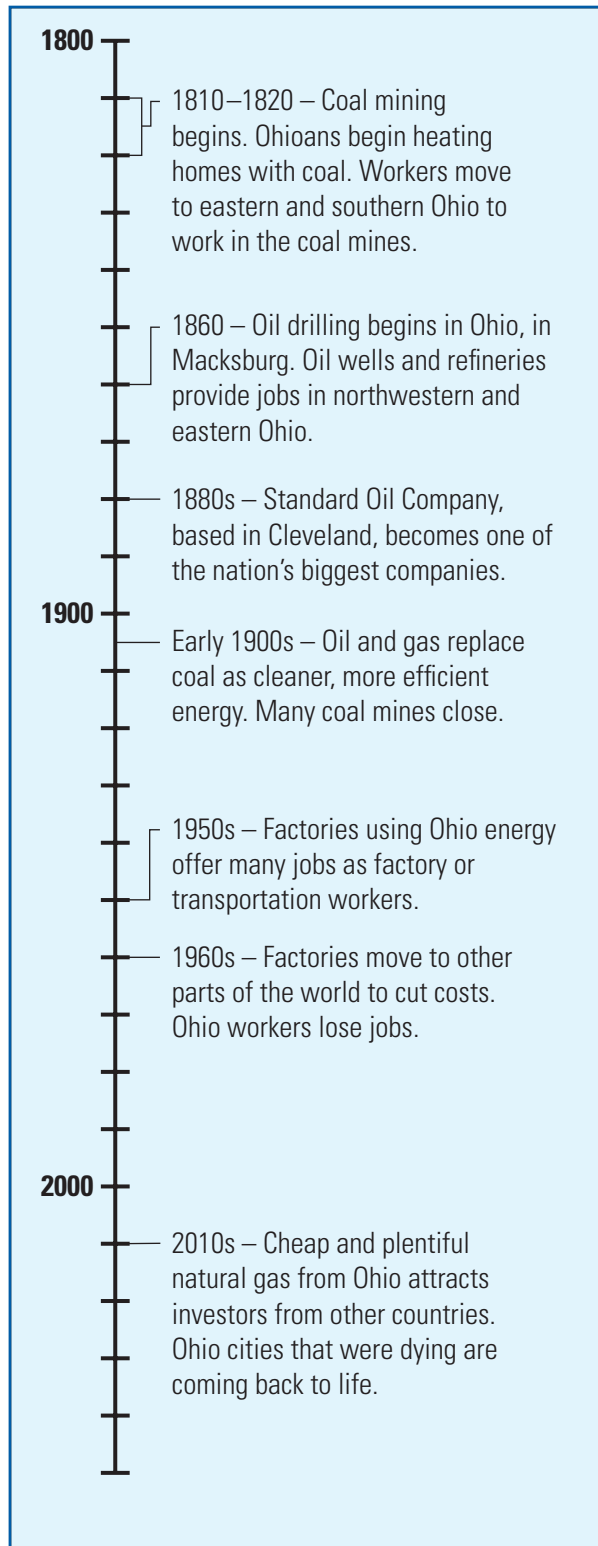 1800
1810–1820 – Coal mining
begins. Ohioans begin heating
homes with coal. Workers move
to eastern and southern Ohio to
work in the coal mines.
1860 – Oil drilling begins in Ohio, in
Macksburg. Oil wells and refineries
provide jobs in northwestern and
eastern Ohio.
1880s – Standard Oil Company,
based in Cleveland, becomes one of
the nation’s biggest companies.
1900
Early 1900s – Oil and gas replace
coal as cleaner, more efficient
energy. Many coal mines close.
1950s – Factories using Ohio energy
offer many jobs as factory or
transportation workers.
1960s – Factories move to other
parts of the world to cut costs.
Ohio workers lose jobs.
2000
2010s – Cheap and plentiful
natural gas from Ohio attracts
investors from other countries.
Ohio cities that were dying are
coming back to life.